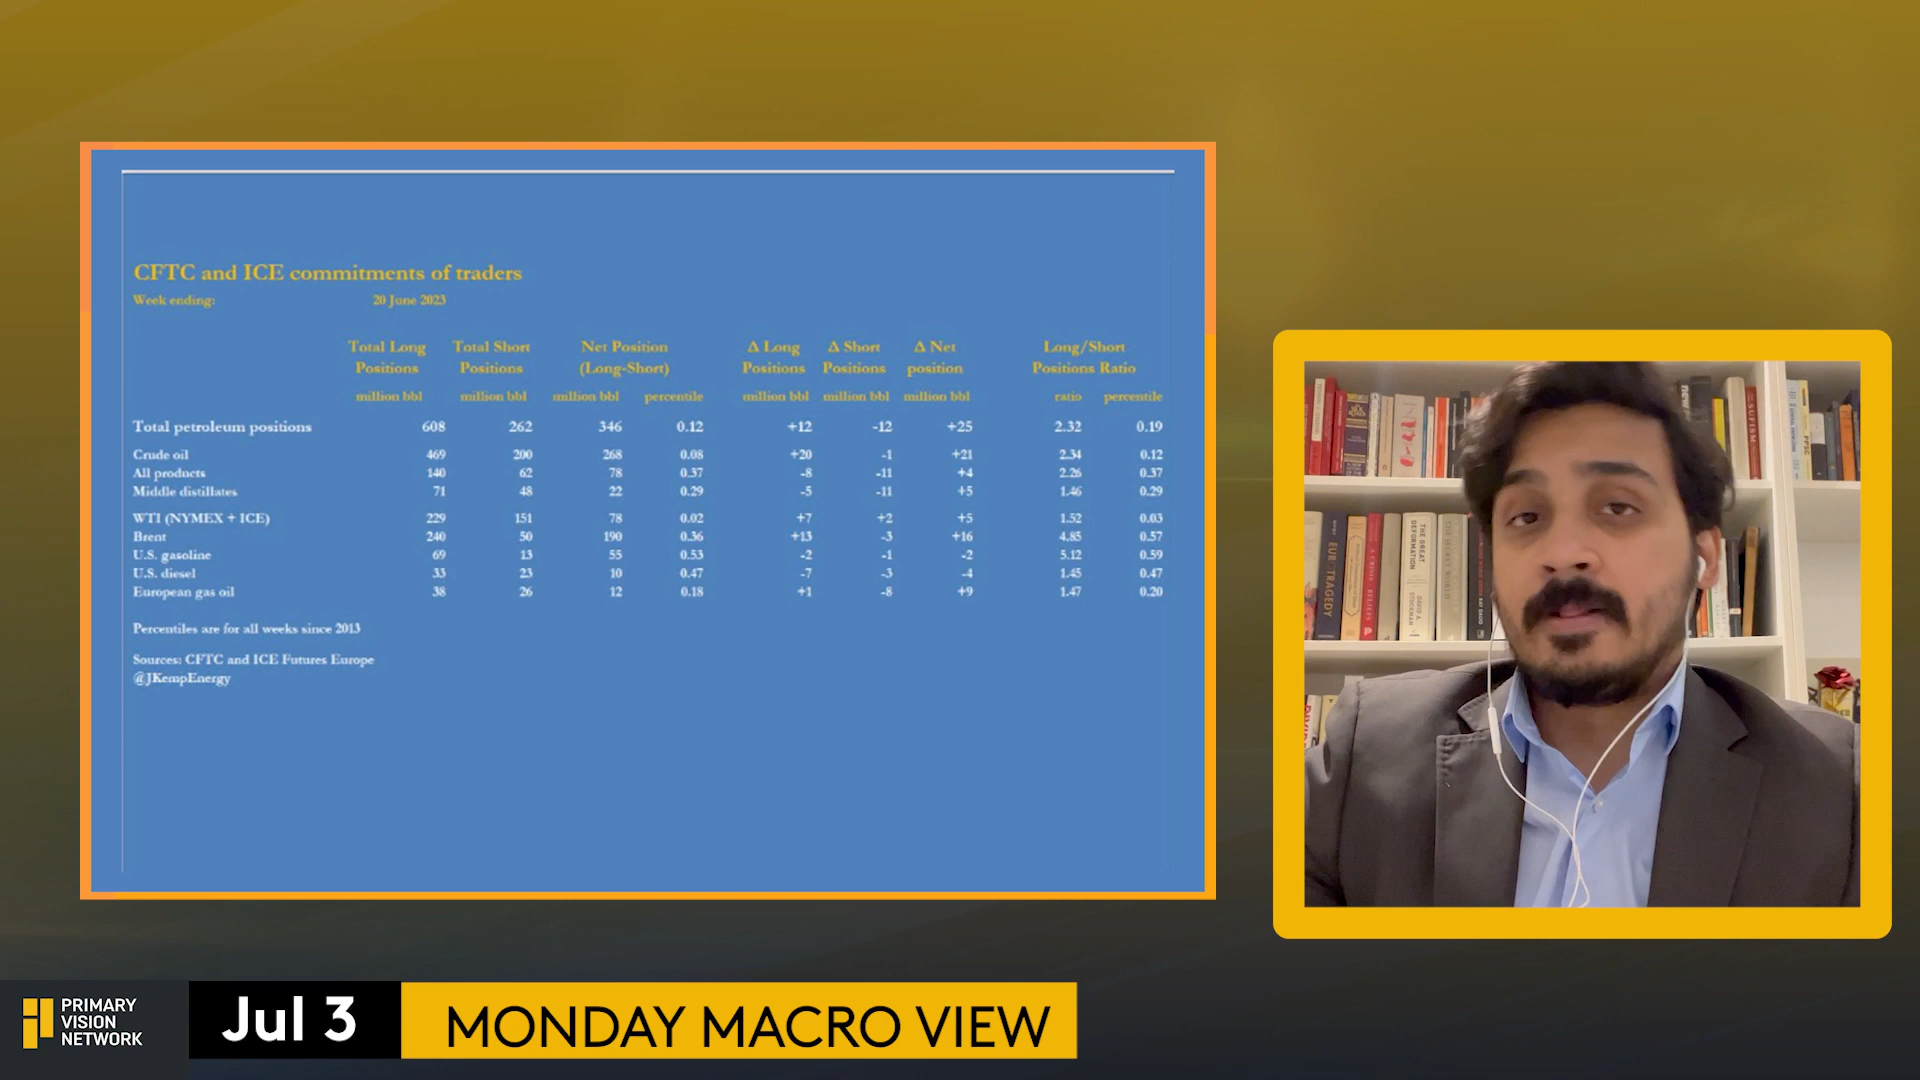 CFTC and ICE commitments of traders
Week ending: 20 June 2023
Total Long Total Short Net Position Δ Long Δ Short Δ Net Long/Short
Positions Positions (Long-Short) Positions Positions position Positions Ratio
million bbl million bbl million bbl percentile million bbl million bbl million bbl ratio percentile
Total petroleum positions 608 262 346 0.12 +12 -12 +25 2.32 0.19
Crude oil 469 200 268 0.08 +20 -1 +21 2.34 0.12
All products 140 62 78 0.37 -8 -11 +4 2.26 0.37
Middle distillates 71 48 22 0.29 -5 -11 +5 1.46 0.29
WTI (NYMEX + ICE) 229 151 78 0.02 +7 +2 +5 1.52 0.03
Brent 240 50 190 0.36 +13 -3 +16 4.85 0.57
U.S. gasoline 69 13 55 0.53 -2 -1 -2 5.12 0.59
U.S. diesel 33 23 10 0.47 -7 -3 -4 1.45 0.47
European gas oil 38 26 12 0.18 +1 -8 +9 1.47 0.20
Percentiles are for all weeks since 2013
Sources: CFTC and ICE Futures Europe
@JKempEnergy
SUFISM
EUROTRAGEDY
THE GREAT DEFORMATION
DAVID A. STOCKMAN
PRIMARY
VISION
NETWORK
Jul 3
MONDAY MACRO VIEW